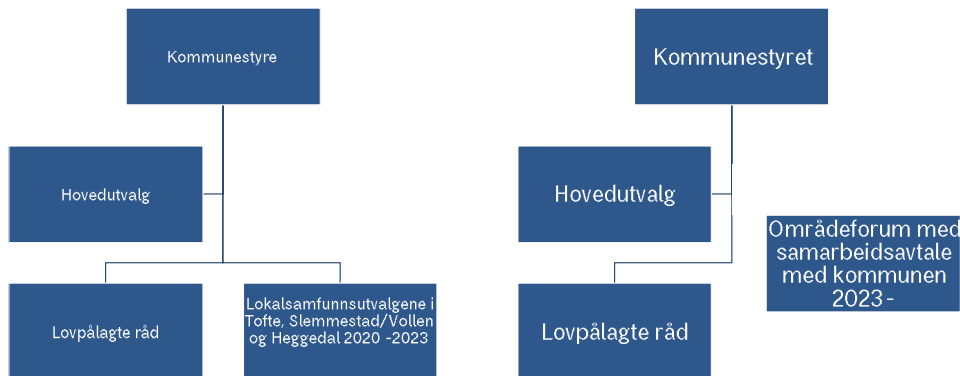 Kommunestyre
Hovedutvalg
Lovpålagte råd
Lokalsamfunnsutvalgene i
Tofte, Slemmestad/Vollen
og Heggedal 2020 -2023
Kommunestyret
Hovedutvalg
Lovpålagte råd
Områdeforum med
samarbeidsavtale
med kommunen
2023-